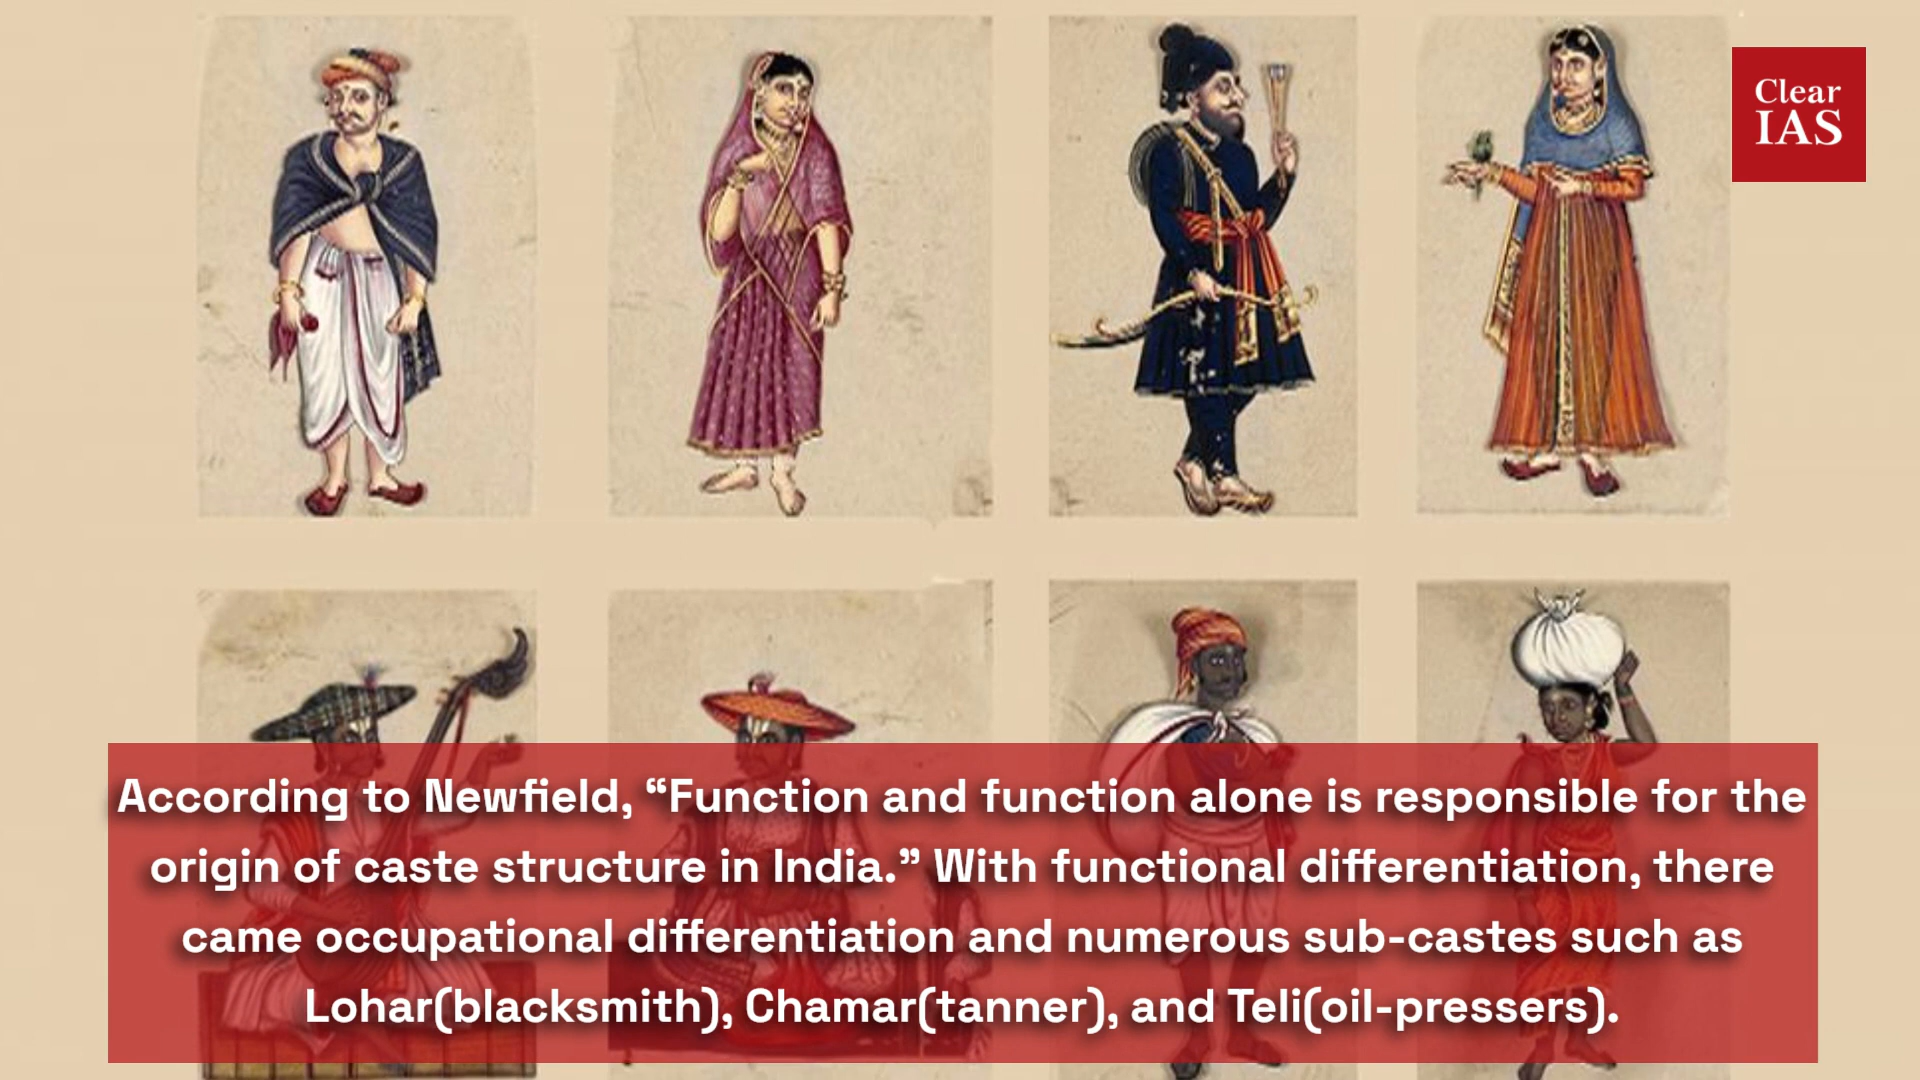 Clear
IAS
According to Newfield, “Function and function alone is responsible for the
origin of caste structure in India.” With functional differentiation, there
came occupational differentiation and numerous sub-castes such as
Lohar(blacksmith), Chamar(tanner), and Teli(oil-pressers).